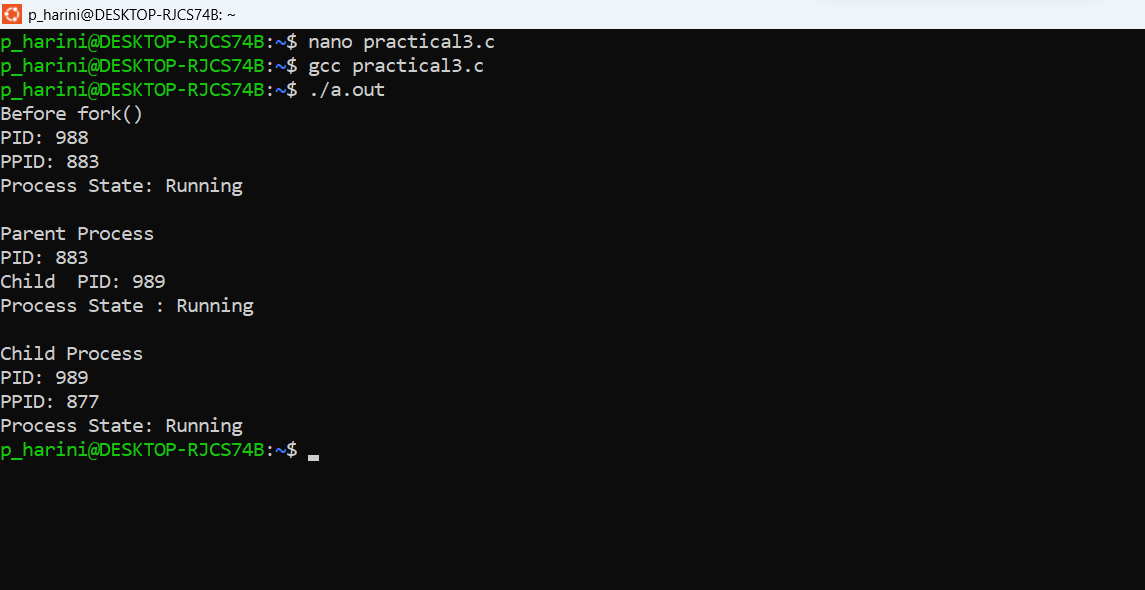 p_harini@DESKTOP-RJCS74B: ~
p_harini@DESKTOP-RJCS74B:~$ nano practical3.c
p_harini@DESKTOP-RJCS74B:~$ gcc practical3.c
p_harini@DESKTOP-RJCS74B:~$ ./a.out
Before fork()
PID: 988
PPID: 883
Process State: Running

Parent Process
PID: 883
Child  PID: 989
Process State : Running

Child Process
PID: 989
PPID: 877
Process State: Running
p_harini@DESKTOP-RJCS74B:~$